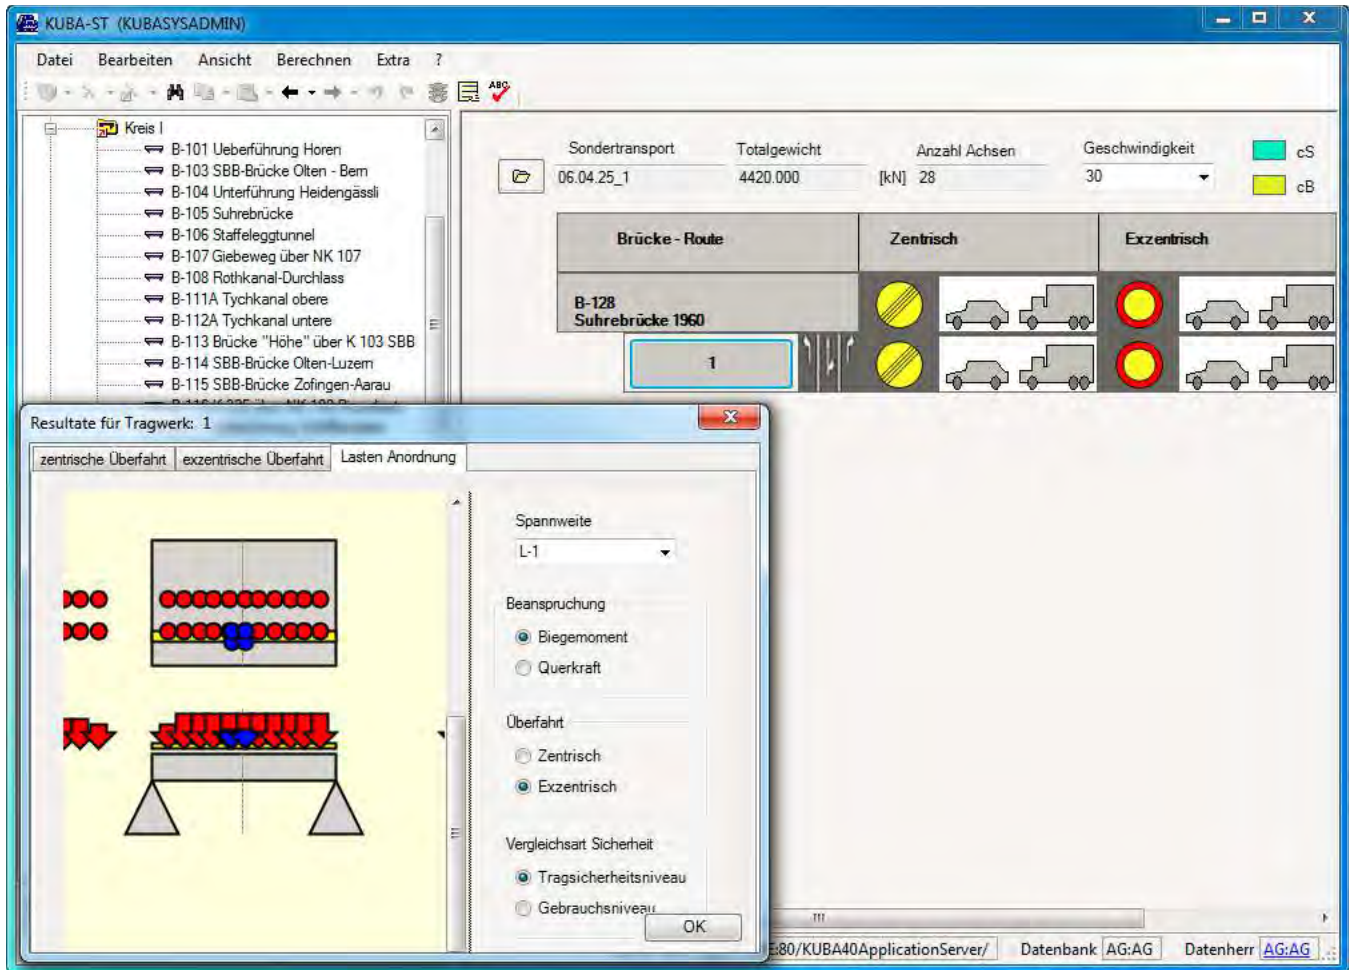 KUBA-ST (KUBASYSADMIN)
Datei Bearbeiten Ansicht Berechnen Extra ?
ABC
Kreis I
B-101 Ueberführung Horen
B-103 SBB-Brücke Olten - Bern
B-104 Unterführung Heidengässli
B-105 Suhrebrücke
B-106 Staffeleggtunnel
B-107 Giebeweg über NK 107
B-108 Rothkanal-Durchlass
B-111A Tychkanal obere
B-112A Tychkanal untere
B-113 Brücke "Höhe" über K 103 SBB
B-114 SBB-Brücke Olten-Luzern
B-115 SBB-Brücke Zofingen-Aarau
Sondertransport Totalgewicht Anzahl Achsen Geschwindigkeit cS
06.04.25_1 4420.000 [kN] 28 30 cB
Brücke - Route Zentrisch Exzentrisch
B-128
Suhrebrücke 1960
1
Resultate für Tragwerk: 1
zentrische Überfahrt exzentrische Überfahrt Lasten Anordnung
Spannweite
L-1
Beanspruchung
Biegemoment
Querkraft
Überfahrt
Zentrisch
Exzentrisch
Vergleichsart Sicherheit
Tragsicherheitsniveau
Gebrauchsniveau
OK
E:80/KUBA40ApplicationServer/ Datenbank AG:AG Datenherr AG:AG